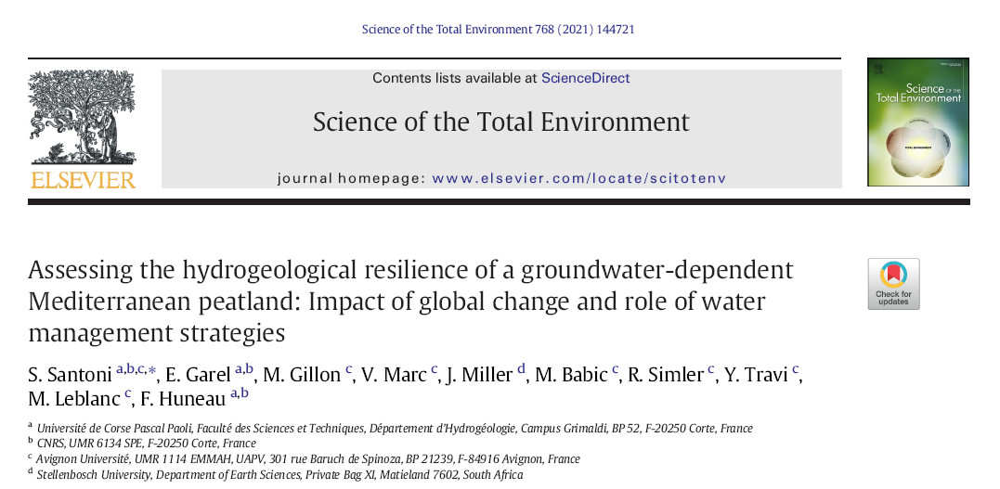 Science of the Total Environment 768 (2021) 144721
Contents lists available at ScienceDirect
Science of the Total Environment
journal homepage: www.elsevier.com/locate/scitotenv
ELSEVIER
Science OF THE
Total Environment
TOTAL ENVIRONMENT
Assessing the hydrogeological resilience of a groundwater-dependent
Mediterranean peatland: Impact of global change and role of water
management strategies
Check for
updates
S. Santoni a,b,c,*, E. Garel a,b, M. Gillon c, V. Marc c, J. Miller d, M. Babic c, R. Simler c, Y. Travi c,
M. Leblanc c, F. Huneau a,b
a Université de Corse Pascal Paoli, Faculté des Sciences et Techniques, Département d'Hydrogéologie, Campus Grimaldi, BP 52, F-20250 Corte, France
b CNRS, UMR 6134 SPE, F-20250 Corte, France
c Avignon Université, UMR 1114 EMMAH, UAPV, 301 rue Baruch de Spinoza, BP 21239, F-84916 Avignon, France
d Stellenbosch University, Department of Earth Sciences, Private Bag XI, Matieland 7602, South Africa